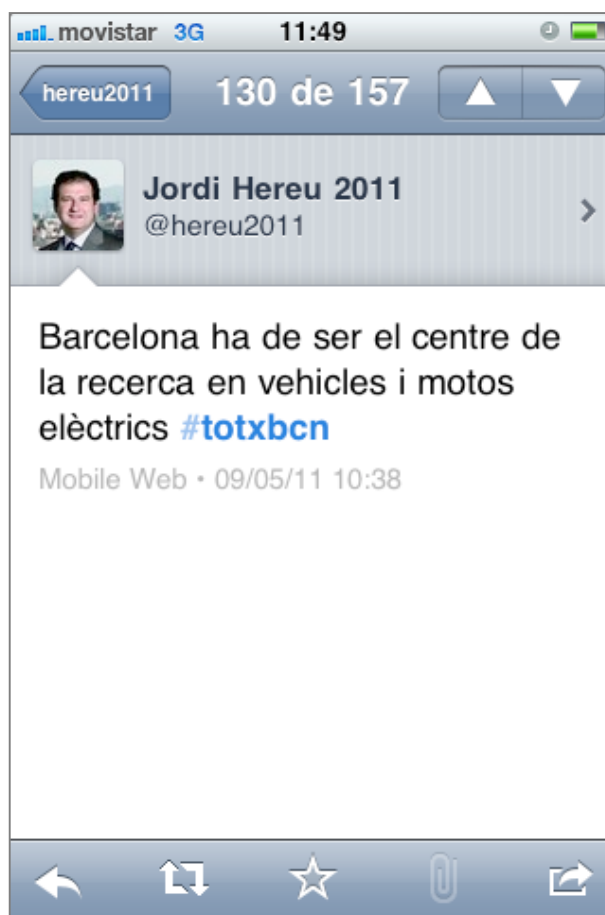 movistar 3G 11:49
hereu2011 130 de 157
Jordi Hereu 2011
@hereu2011
Barcelona ha de ser el centre de
la recerca en vehicles i motos
elèctrics #totxbcn
Mobile Web • 09/05/11 10:38